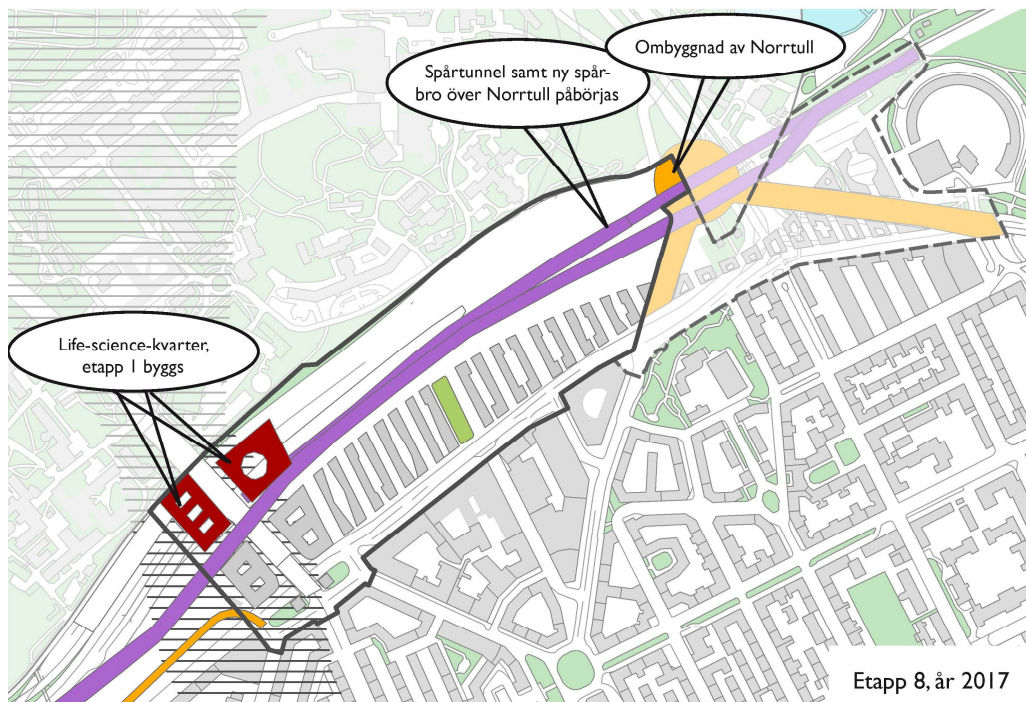 Ombyggnad av Norrtull
Spårtunnel samt ny spår-
bro över Norrtull påbörjas
Life-science-kvarter,
etapp 1 byggs
Etapp 8, år 2017